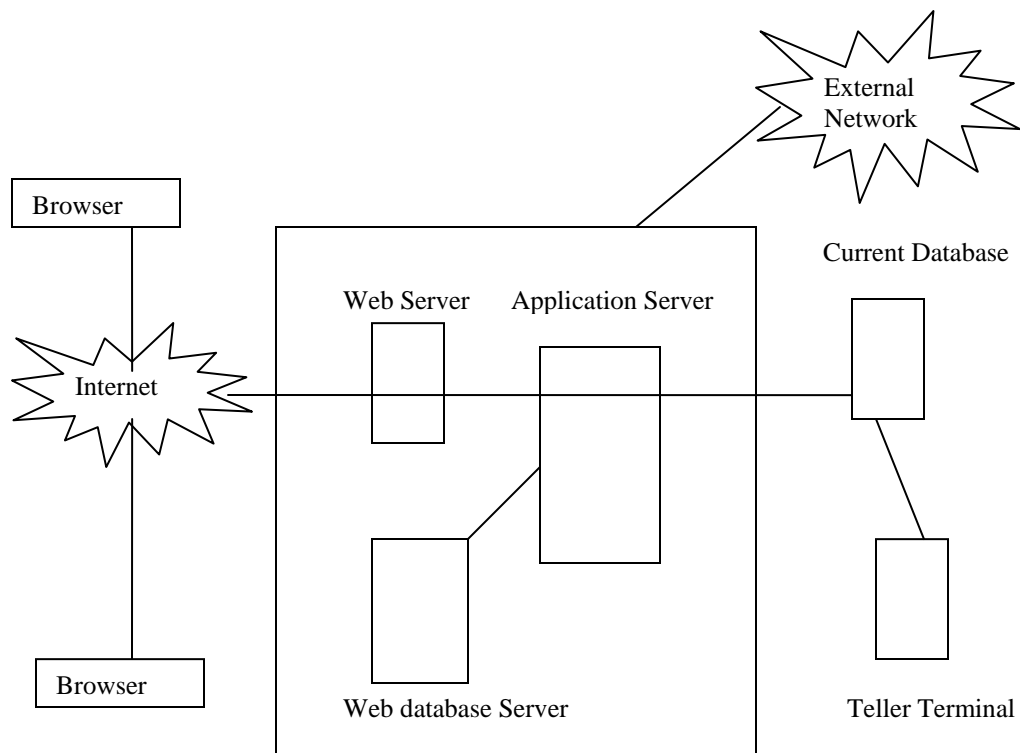 External
Network
Browser
Current Database
Web Server
Application Server
Internet
Browser
Web database Server
Teller Terminal